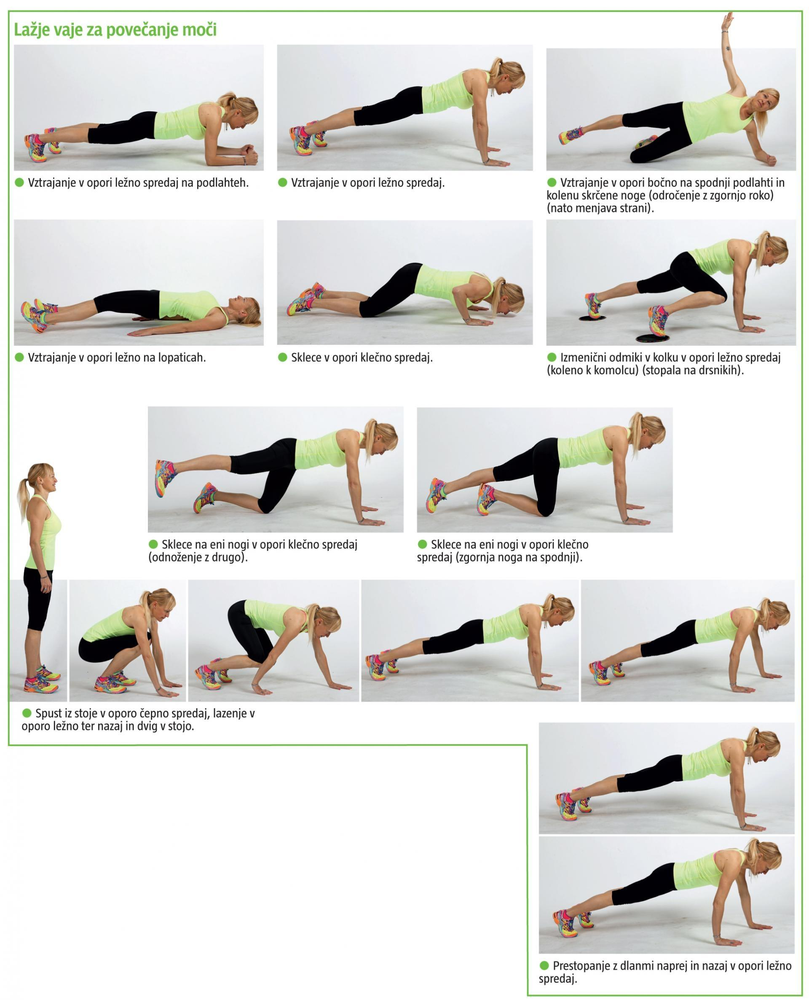 Lažje vaje za povečanje moči
● Vztrajanje v opori ležno spredaj na podlahteh.
● Vztrajanje v opori ležno spredaj.
● Vztrajanje v opori bočno na spodnji podlahti in
kolenu skrčene noge (odročenje z zgornjo roko)
(nato menjava strani).
● Vztrajanje v opori ležno na lopaticah.
● Sklece v opori klečno spredaj.
● Izmenični odmiki v kolku v opori ležno spredaj
(koleno k komolcu) (stopala na drsnikih).
● Sklece na eni nogi v opori klečno spredaj
(odnoženje z drugo).
● Sklece na eni nogi v opori klečno
spredaj (zgornja noga na spodnji).
● Spust iz stoje v oporo čepno spredaj, lazenje v
oporo ležno ter nazaj in dvig v stojo.
● Prestopanje z dlanmi naprej in nazaj v opori ležno
spredaj.